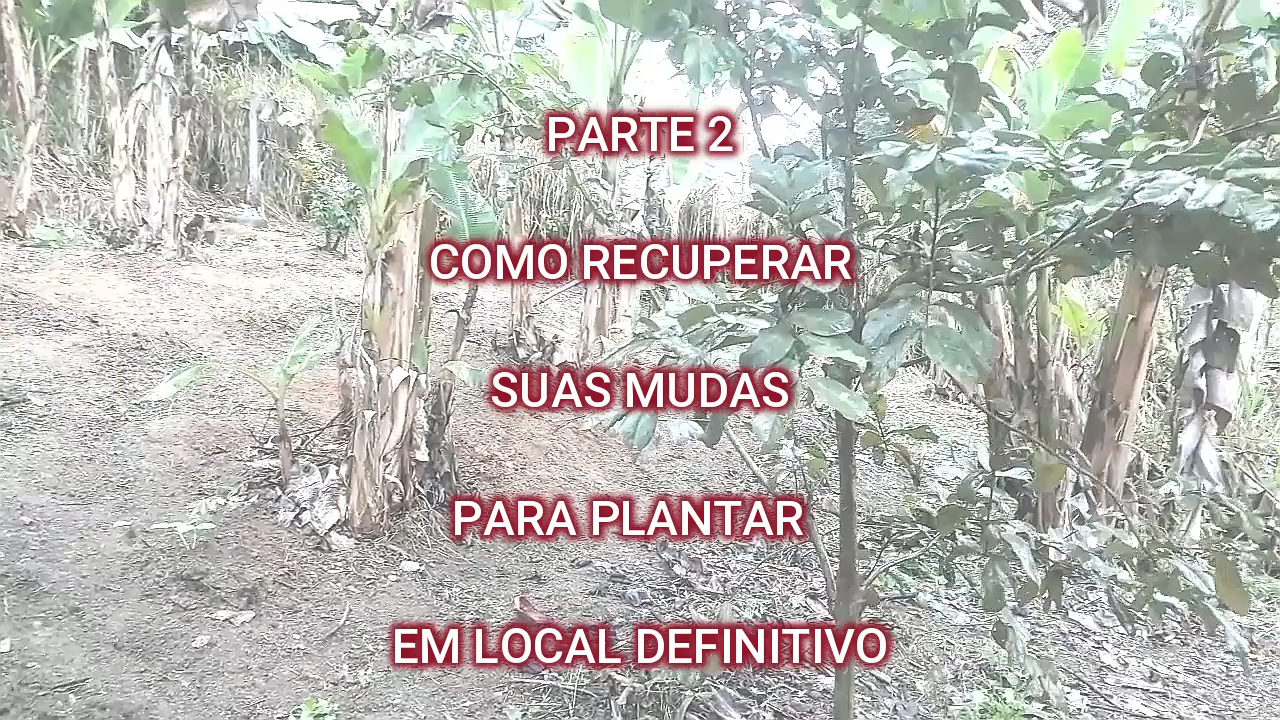 PARTE 2
COMO RECUPERAR
SUAS MUDAS
PARA PLANTAR
EM LOCAL DEFINITIVO